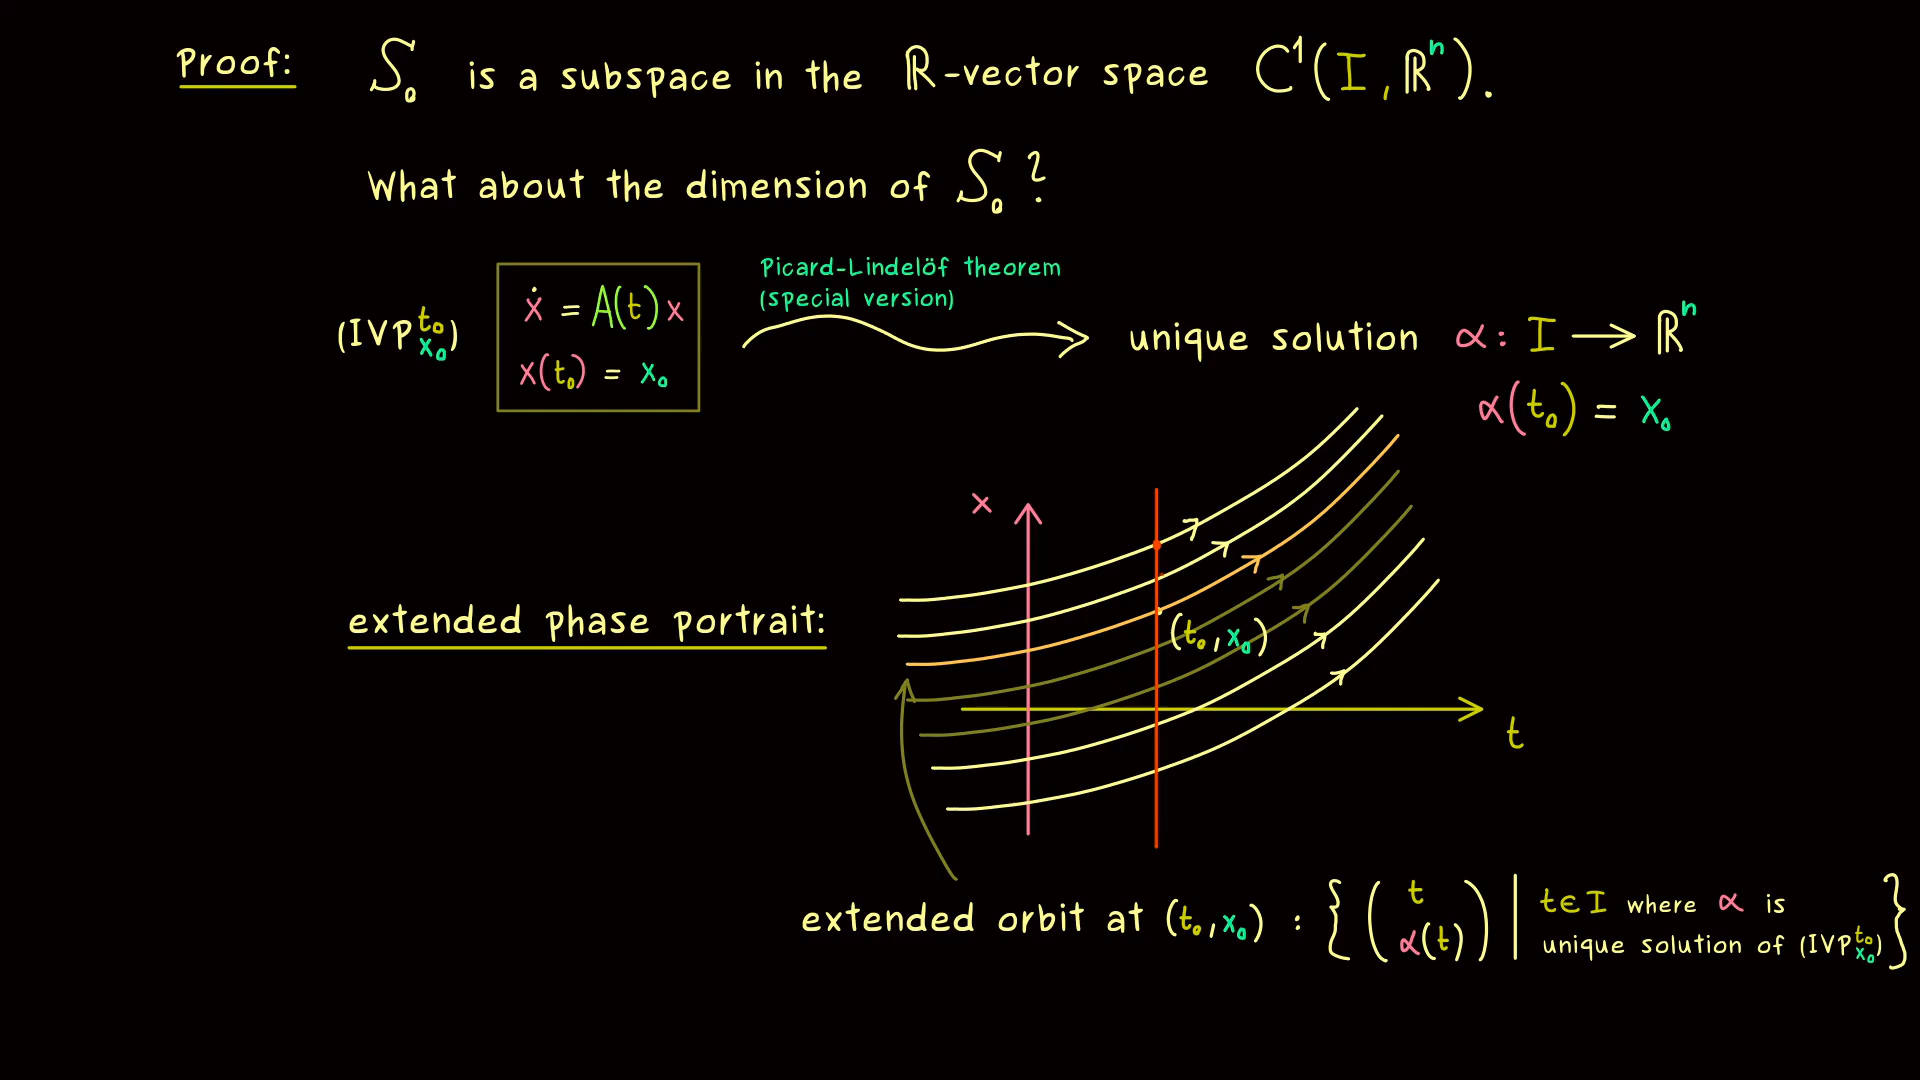 Proof: S₀ is a subspace in the ℝ-vector space C¹(I, ℝⁿ).
What about the dimension of S₀?
Picard-Lindelöf theorem
(special version)
(IVP^{t₀}_{x₀}) ẋ = A(t)x
x(t₀) = x₀
unique solution α: I ⟶ ℝⁿ
α(t₀) = x₀
x
extended phase portrait:
(t₀, x₀)
t
extended orbit at (t₀, x₀) : { ( t α(t) ) | t∈I where α is
unique solution of (IVP^{t₀}_{x₀}) }